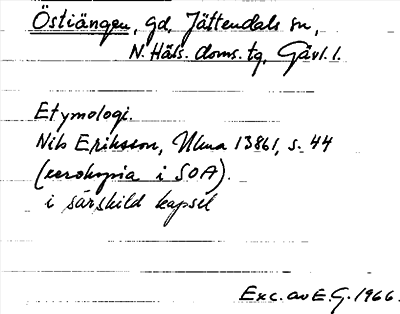 Östiängen, gd, Jättendals sn,
N. Häls. doms. tg, Gävl. l.
Etymologi.
Nils Eriksson, Ulma 13861, s. 44
(xerokopia i SOA).
i särskild kapsel
Exc. av E.G. 1966.